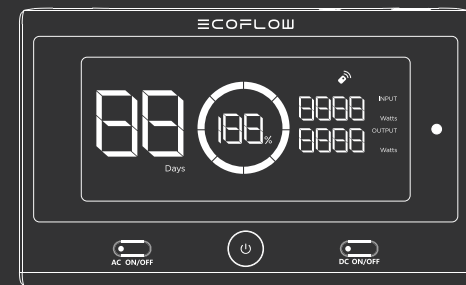 ECOFLOW
88 Days
188%
8888 INPUT
Watts
8888 OUTPUT
Watts
AC ON/OFF
DC ON/OFF